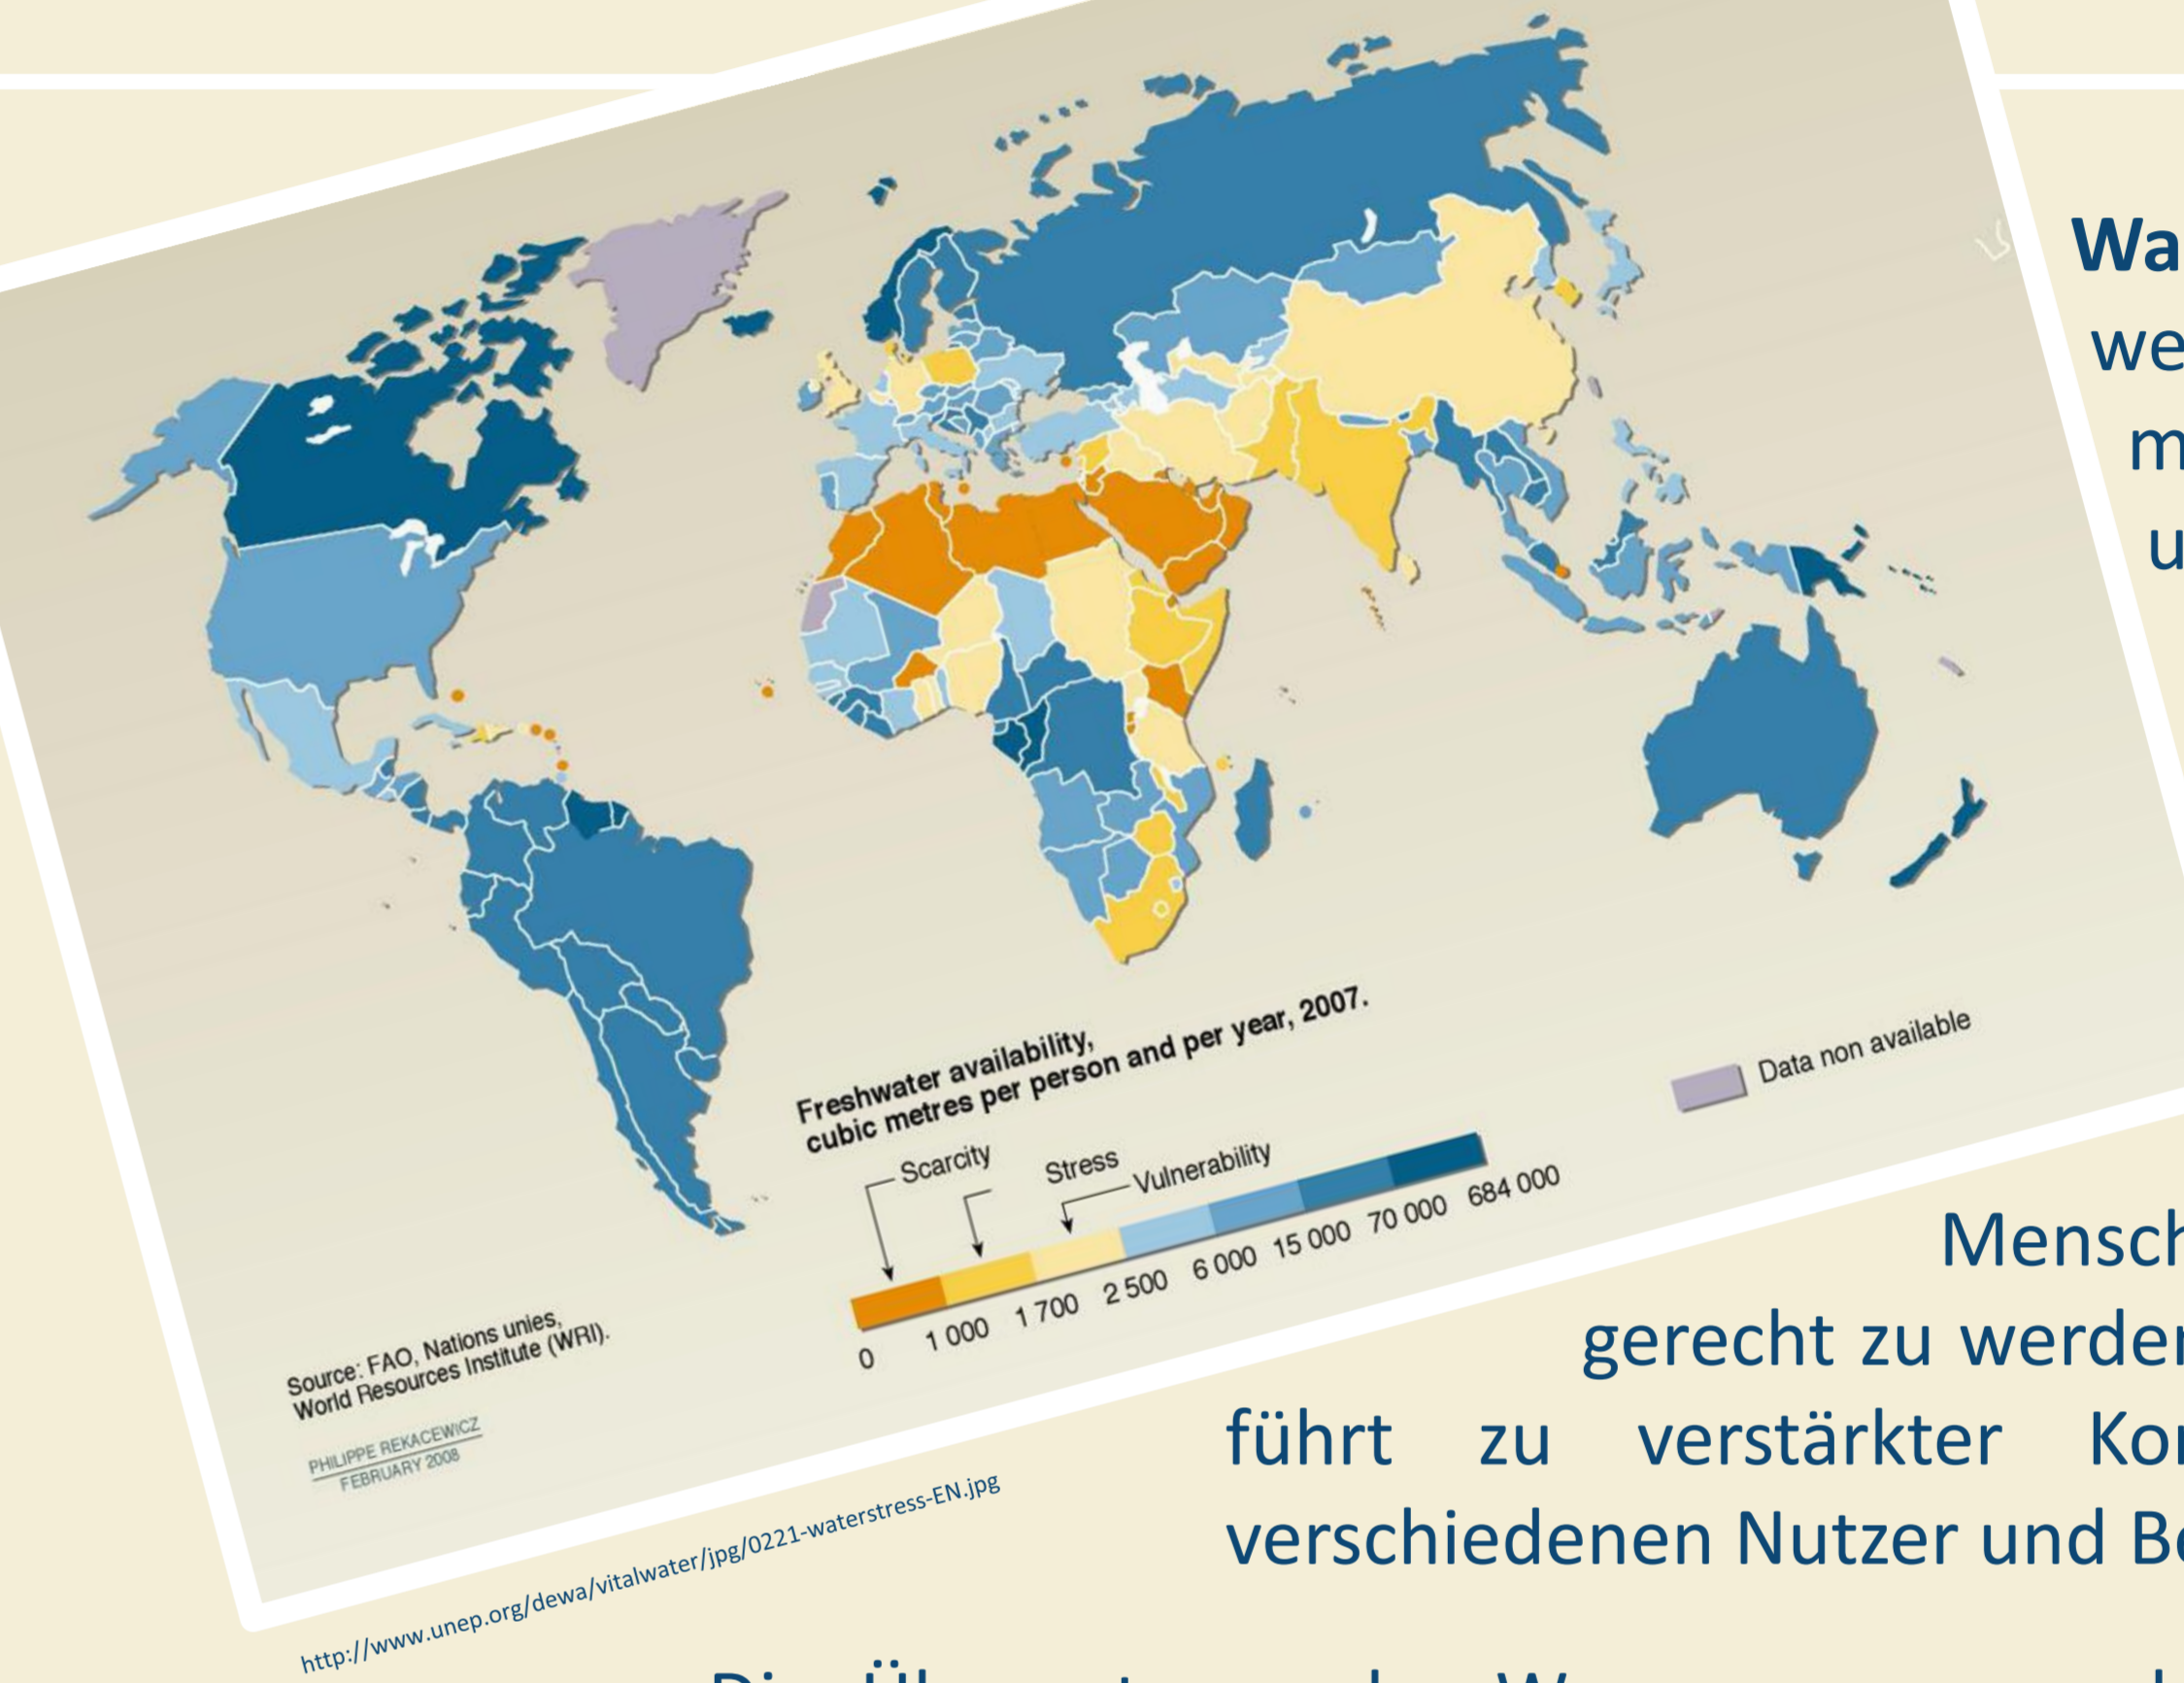 Freshwater availability,
cubic metres per person and per year, 2007.
Scarcity
Stress
Vulnerability
0 1 000 1 700 2 500 6 000 15 000 70 000 684 000
Data non available
Source: FAO, Nations unies,
World Resources Institute (WRI).
PHILIPPE REKACEWICZ
FEBRUARY 2008
http://www.unep.org/dewa/vitalwater/jpg/0221-waterstress-EN.jpg
Wa
we
m
u
Mensch
gerecht zu werden
führt zu verstärkter Kon
verschiedenen Nutzer und Be